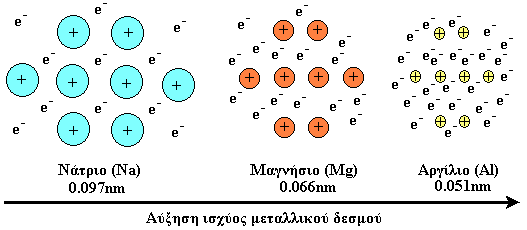 e⁻ e⁻ e⁻ e⁻ e⁻ e⁻ e⁻ e⁻ e⁻
+ + + + + + + +
Νάτριο (Na)
0.097nm
e⁻ e⁻ e⁻ e⁻ e⁻ e⁻ e⁻ e⁻ e⁻ e⁻ e⁻ e⁻ e⁻ e⁻ e⁻ e⁻
+ + + + + + + +
Μαγνήσιο (Mg)
0.066nm
e⁻ e⁻ e⁻ e⁻ e⁻ e⁻ e⁻ e⁻ e⁻ e⁻ e⁻ e⁻ e⁻ e⁻ e⁻ e⁻ e⁻ e⁻ e⁻ e⁻ e⁻ e⁻ e⁻ e⁻
+ + + + + + + +
Αργίλιο (Al)
0.051nm
Αύξηση ισχύος μεταλλικού δεσμού